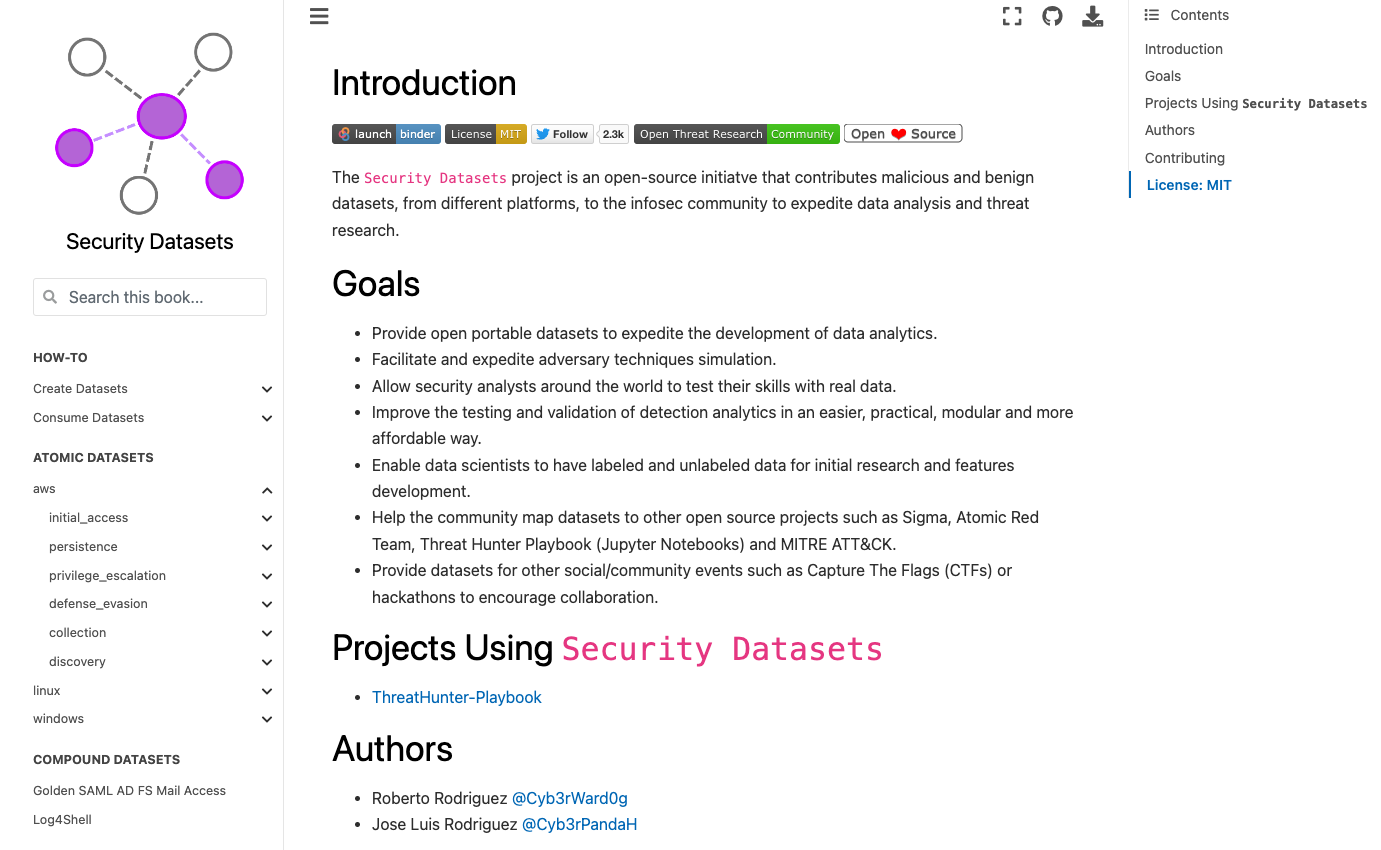 Security Datasets
Search this book...
HOW-TO
Create Datasets
Consume Datasets
ATOMIC DATASETS
aws
initial_access
persistence
privilege_escalation
defense_evasion
collection
discovery
linux
windows
COMPOUND DATASETS
Golden SAML AD FS Mail Access
Log4Shell
Introduction
launch binder License MIT Follow 2.3k Open Threat Research Community Open Source
The Security Datasets project is an open-source initiatve that contributes malicious and benign
datasets, from different platforms, to the infosec community to expedite data analysis and threat
research.
Goals
• Provide open portable datasets to expedite the development of data analytics.
• Facilitate and expedite adversary techniques simulation.
• Allow security analysts around the world to test their skills with real data.
• Improve the testing and validation of detection analytics in an easier, practical, modular and more
affordable way.
• Enable data scientists to have labeled and unlabeled data for initial research and features
development.
• Help the community map datasets to other open source projects such as Sigma, Atomic Red
Team, Threat Hunter Playbook (Jupyter Notebooks) and MITRE ATT&CK.
• Provide datasets for other social/community events such as Capture The Flags (CTFs) or
hackathons to encourage collaboration.
Projects Using Security Datasets
• ThreatHunter-Playbook
Authors
• Roberto Rodriguez @Cyb3rWard0g
• Jose Luis Rodriguez @Cyb3rPandaH
Contents
Introduction
Goals
Projects Using Security Datasets
Authors
Contributing
License: MIT